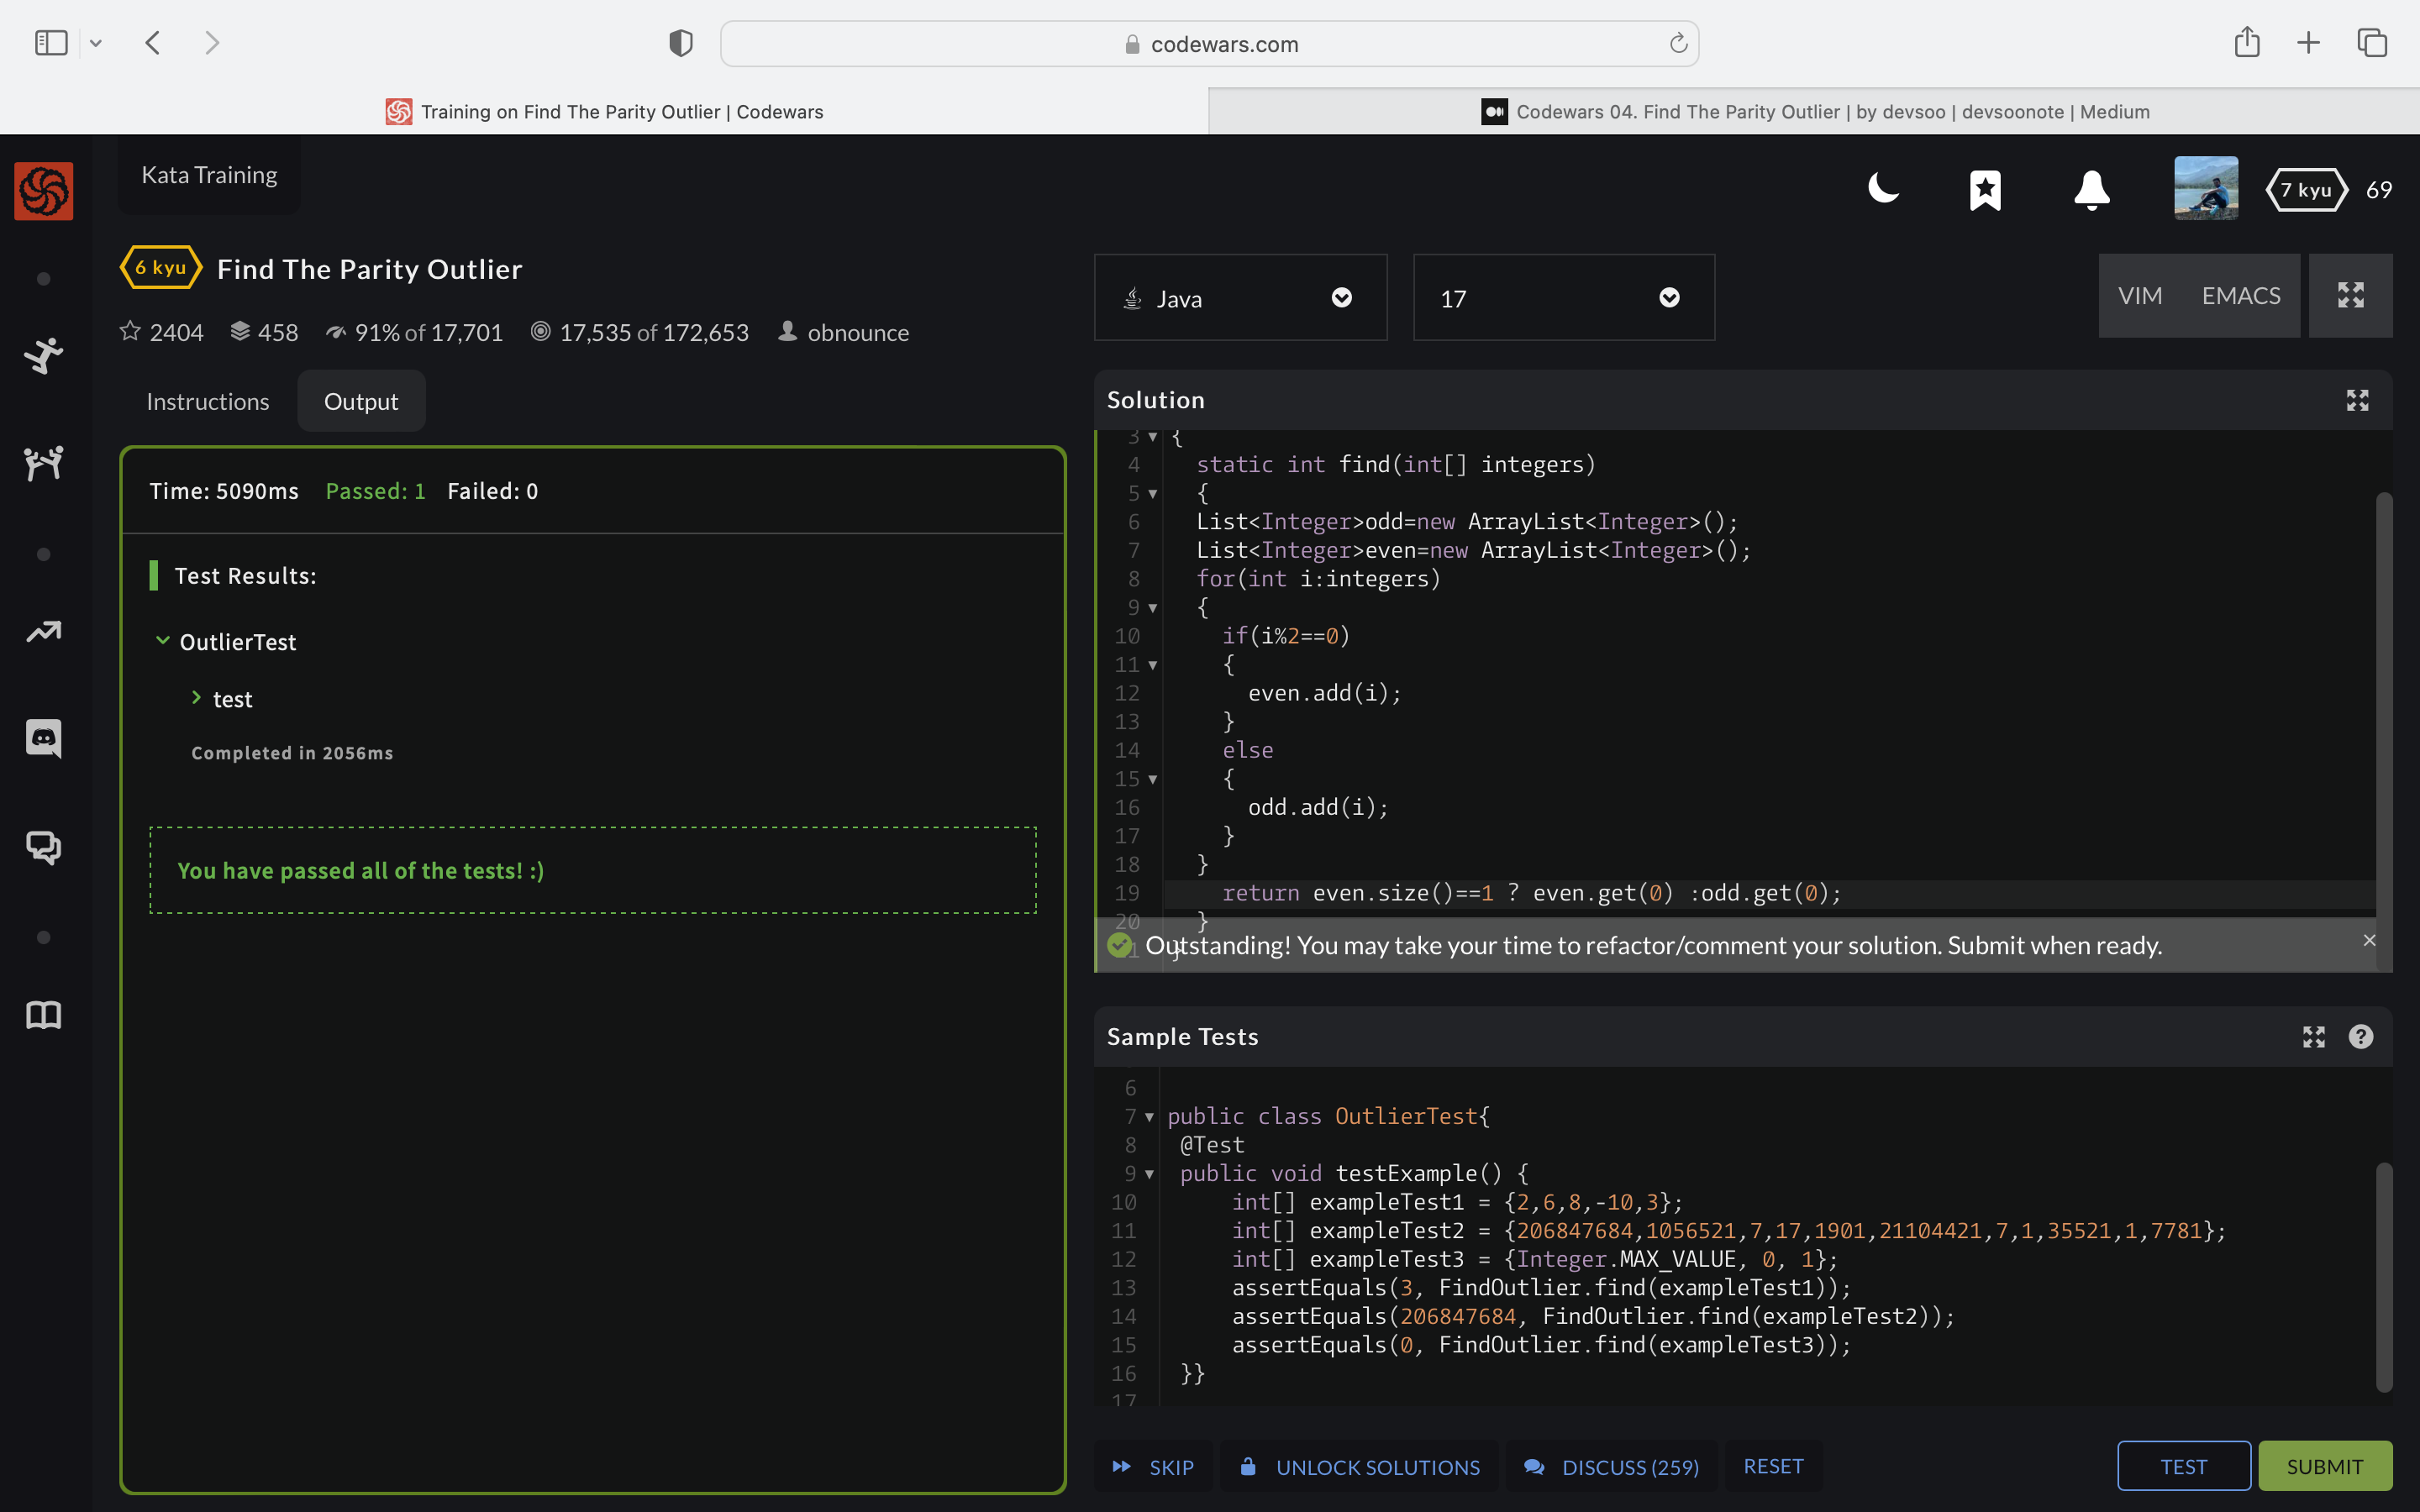 codewars.com
Training on Find The Parity Outlier | Codewars
Codewars 04. Find The Parity Outlier | by devsoo | devsoonote | Medium
Kata Training
7 kyu 69
6 kyu Find The Parity Outlier
2404 458 91% of 17,701 17,535 of 172,653 obnounce
Instructions Output
Time: 5090ms Passed: 1 Failed: 0
Test Results:
OutlierTest
test
Completed in 2056ms
You have passed all of the tests! :)
Java 17 VIM EMACS
Solution
3 {
4 static int find(int[] integers)
5 {
6 List<Integer>odd=new ArrayList<Integer>();
7 List<Integer>even=new ArrayList<Integer>();
8 for(int i:integers)
9 {
10 if(i%2==0)
11 {
12 even.add(i);
13 }
14 else
15 {
16 odd.add(i);
17 }
18 }
19 return even.size()==1 ? even.get(0) :odd.get(0);
20 }
21 }
Outstanding! You may take your time to refactor/comment your solution. Submit when ready.
Sample Tests
6
7 public class OutlierTest{
8 @Test
9 public void testExample() {
10 int[] exampleTest1 = {2,6,8,-10,3};
11 int[] exampleTest2 = {206847684,1056521,7,17,1901,21104421,7,1,35521,1,7781};
12 int[] exampleTest3 = {Integer.MAX_VALUE, 0, 1};
13 assertEquals(3, FindOutlier.find(exampleTest1));
14 assertEquals(206847684, FindOutlier.find(exampleTest2));
15 assertEquals(0, FindOutlier.find(exampleTest3));
16 }}
17
SKIP UNLOCK SOLUTIONS DISCUSS (259) RESET TEST SUBMIT